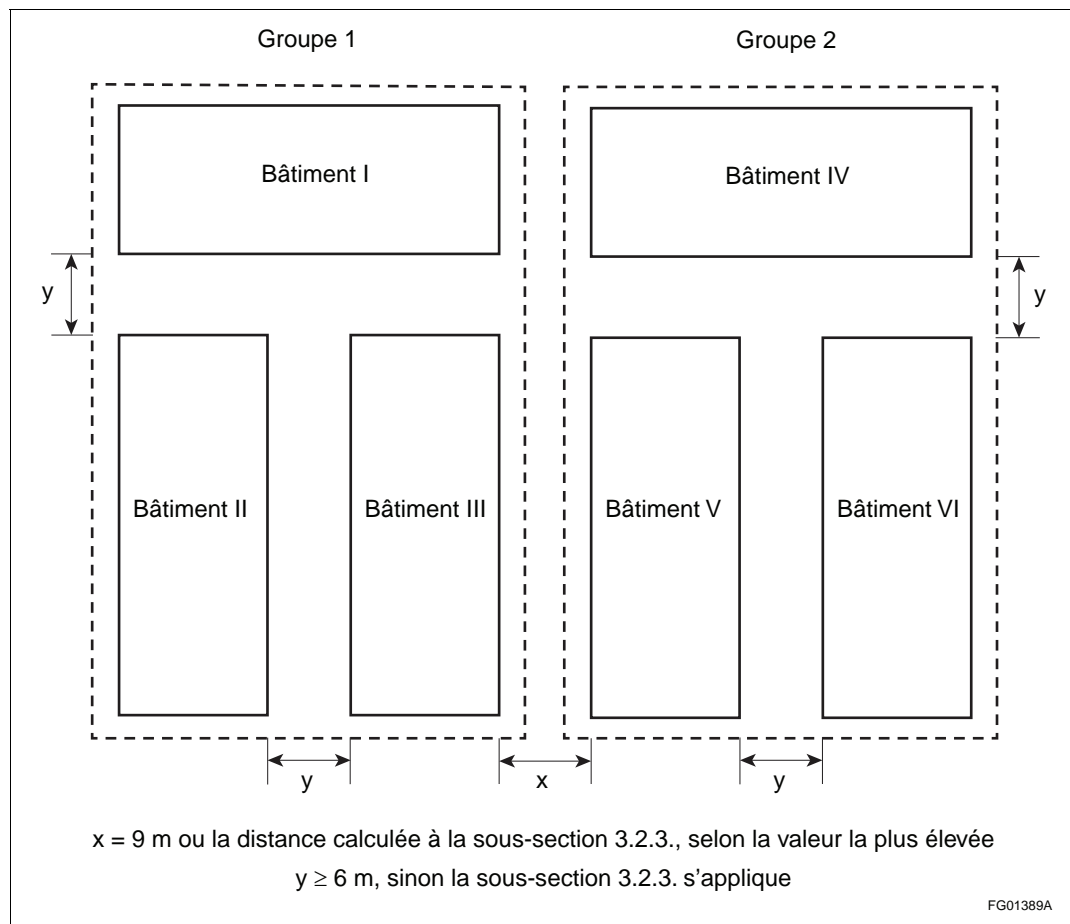 Groupe 1
Groupe 2
Bâtiment I
Bâtiment IV
y
y
Bâtiment II
Bâtiment III
Bâtiment V
Bâtiment VI
y
x
y
x = 9 m ou la distance calculée à la sous-section 3.2.3., selon la valeur la plus élevée
y ≥ 6 m, sinon la sous-section 3.2.3. s'applique
FG01389A